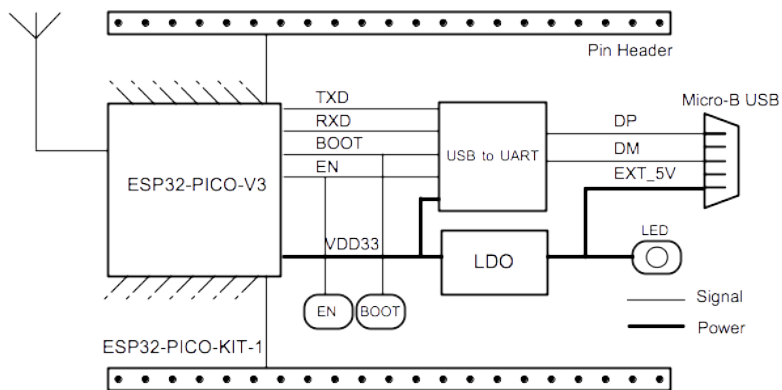 Pin Header
Micro-B USB
TXD
RXD
BOOT
EN
ESP32-PICO-V3
USB to UART
DP
DM
EXT_5V
VDD33
LDO
LED
EN
BOOT
Signal
Power
ESP32-PICO-KIT-1